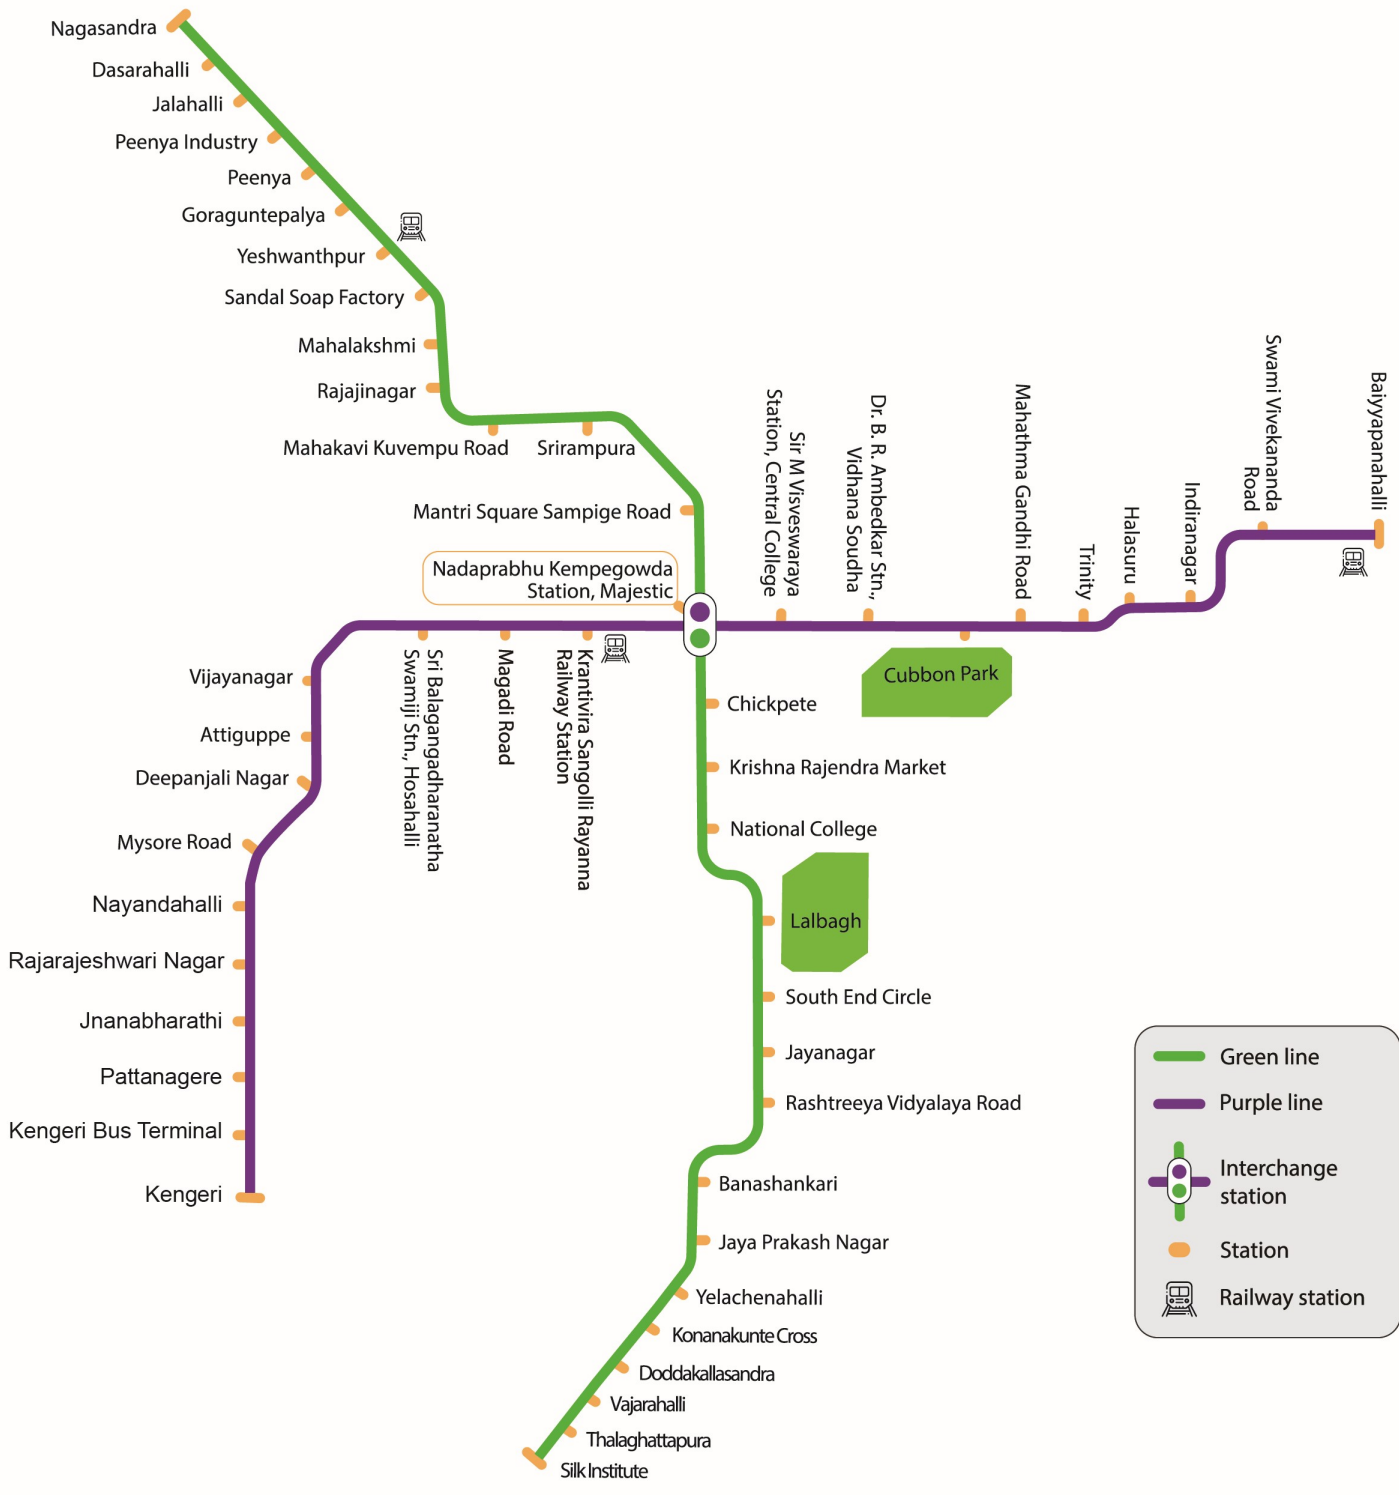 Nagasandra
Dasarahalli
Jalahalli
Peenya Industry
Peenya
Goraguntepalya
Yeshwanthpur
Sandal Soap Factory
Mahalakshmi
Rajajinagar
Mahakavi Kuvempu Road
Srirampura
Mantri Square Sampige Road
Nadaprabhu Kempegowda
Station, Majestic
Sir M Visveswaraya
Station, Central College
Dr. B. R. Ambedkar Stn.,
Vidhana Soudha
Cubbon Park
Mahathma Gandhi Road
Trinity
Halasuru
Indiranagar
Swami Vivekananda
Road
Baiyyapanahalli
Krantivira Sangolli Rayanna
Railway Station
Magadi Road
Sri Balagangadharanatha
Swamiji Stn., Hosahalli
Vijayanagar
Attiguppe
Deepanjali Nagar
Mysore Road
Nayandahalli
Rajarajeshwari Nagar
Jnanabharathi
Pattanagere
Kengeri Bus Terminal
Kengeri
Chickpete
Krishna Rajendra Market
National College
Lalbagh
South End Circle
Jayanagar
Rashtreeya Vidyalaya Road
Banashankari
Jaya Prakash Nagar
Yelachenahalli
Konanakunte Cross
Doddakallasandra
Vajarahalli
Thalaghattapura
Silk Institute
Green line
Purple line
Interchange
station
Station
Railway station